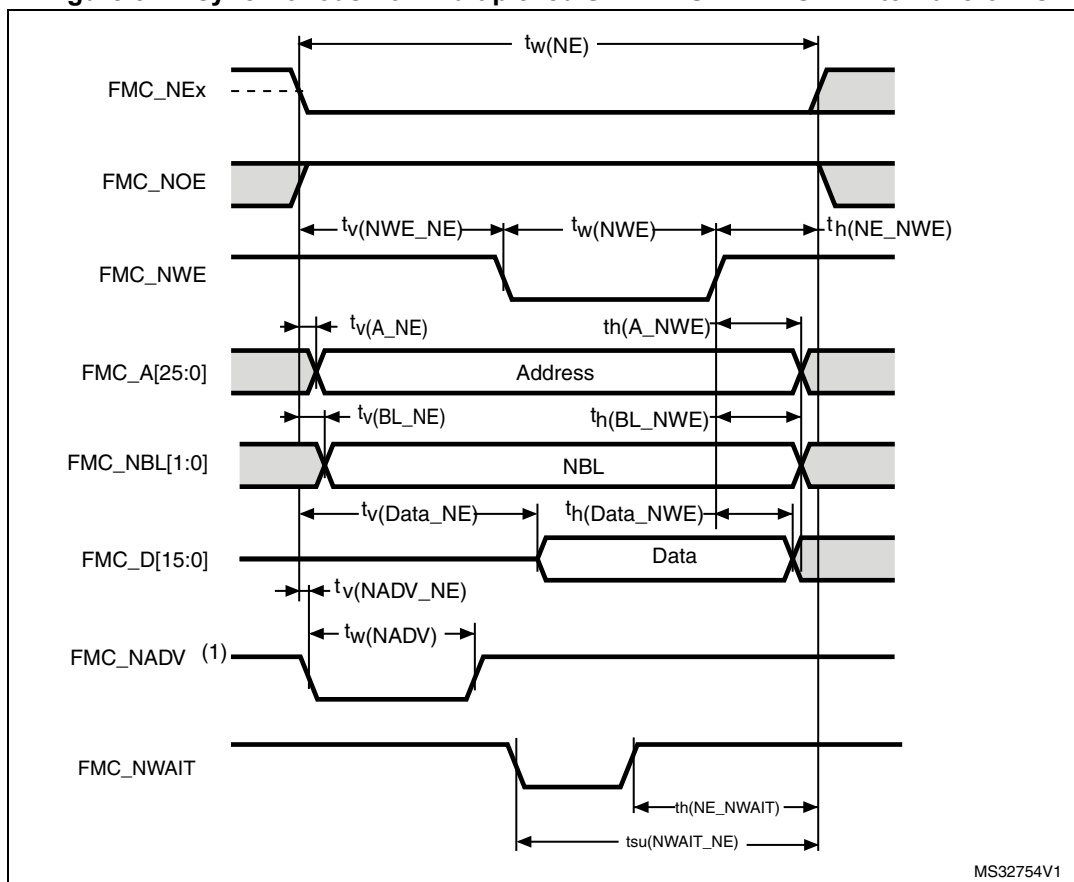 tw(NE)
FMC_NEx
FMC_NOE
tv(NWE_NE) tw(NWE) th(NE_NWE)
FMC_NWE
tv(A_NE) th(A_NWE)
FMC_A[25:0] Address
tv(BL_NE) th(BL_NWE)
FMC_NBL[1:0] NBL
tv(Data_NE) th(Data_NWE)
FMC_D[15:0] Data
tv(NADV_NE)
tw(NADV)
FMC_NADV (1)
FMC_NWAIT
th(NE_NWAIT)
tsu(NWAIT_NE)
MS32754V1